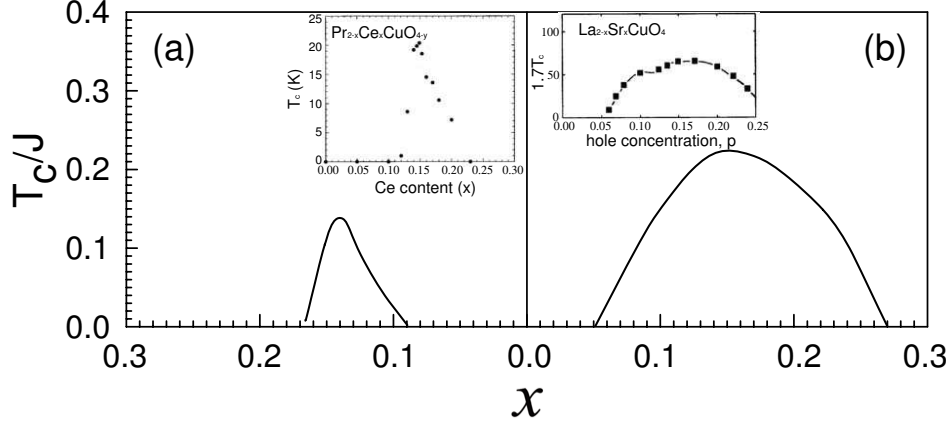 0.4
0.3
0.2
0.1
0.0
T_c/J
(a)
Pr2-xCexCuO4-y
Tc (K)
25
20
15
10
5
0
0.00 0.05 0.10 0.15 0.20 0.25 0.30
Ce content (x)
(b)
La2-xSrxCuO4
1.7Tc
100
50
0
0.00 0.05 0.10 0.15 0.20 0.25
hole concentration, p
0.3 0.2 0.1 0.0 0.1 0.2 0.3
x